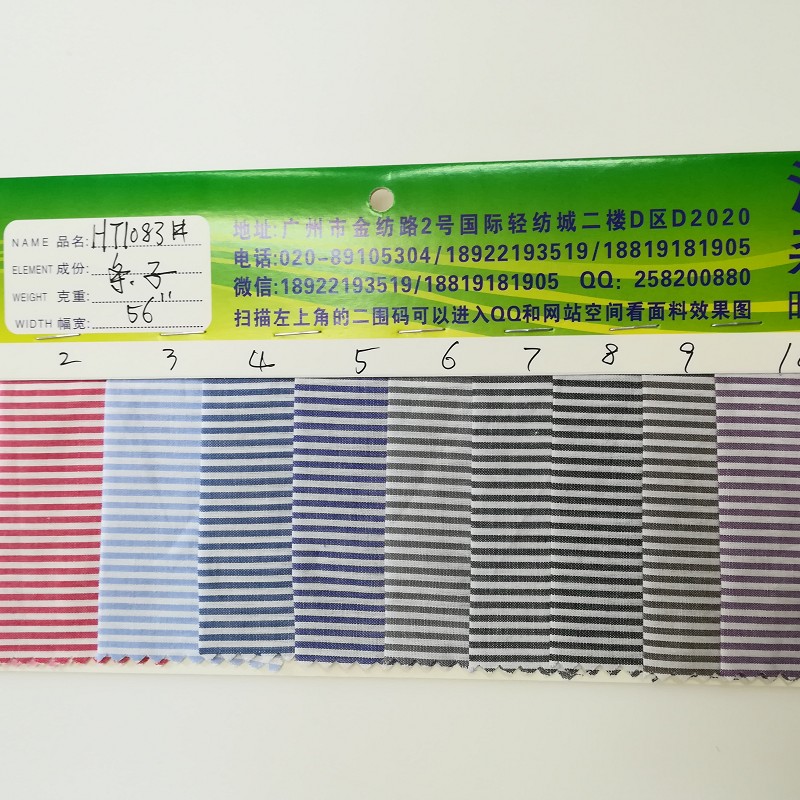 NAME 品名: HT1083#
ELEMENT 成份: 条子
WEIGHT 克重: 56"
WIDTH 幅宽:
地址:广州市金纺路2号国际轻纺城二楼D区D2020
电话:020-89105304/18922193519/18819181905
微信:18922193519/18819181905 QQ: 258200880
扫描左上角的二围码可以进入QQ和网站空间看面料效果图
2 3 4 5 6 7 8 9 10